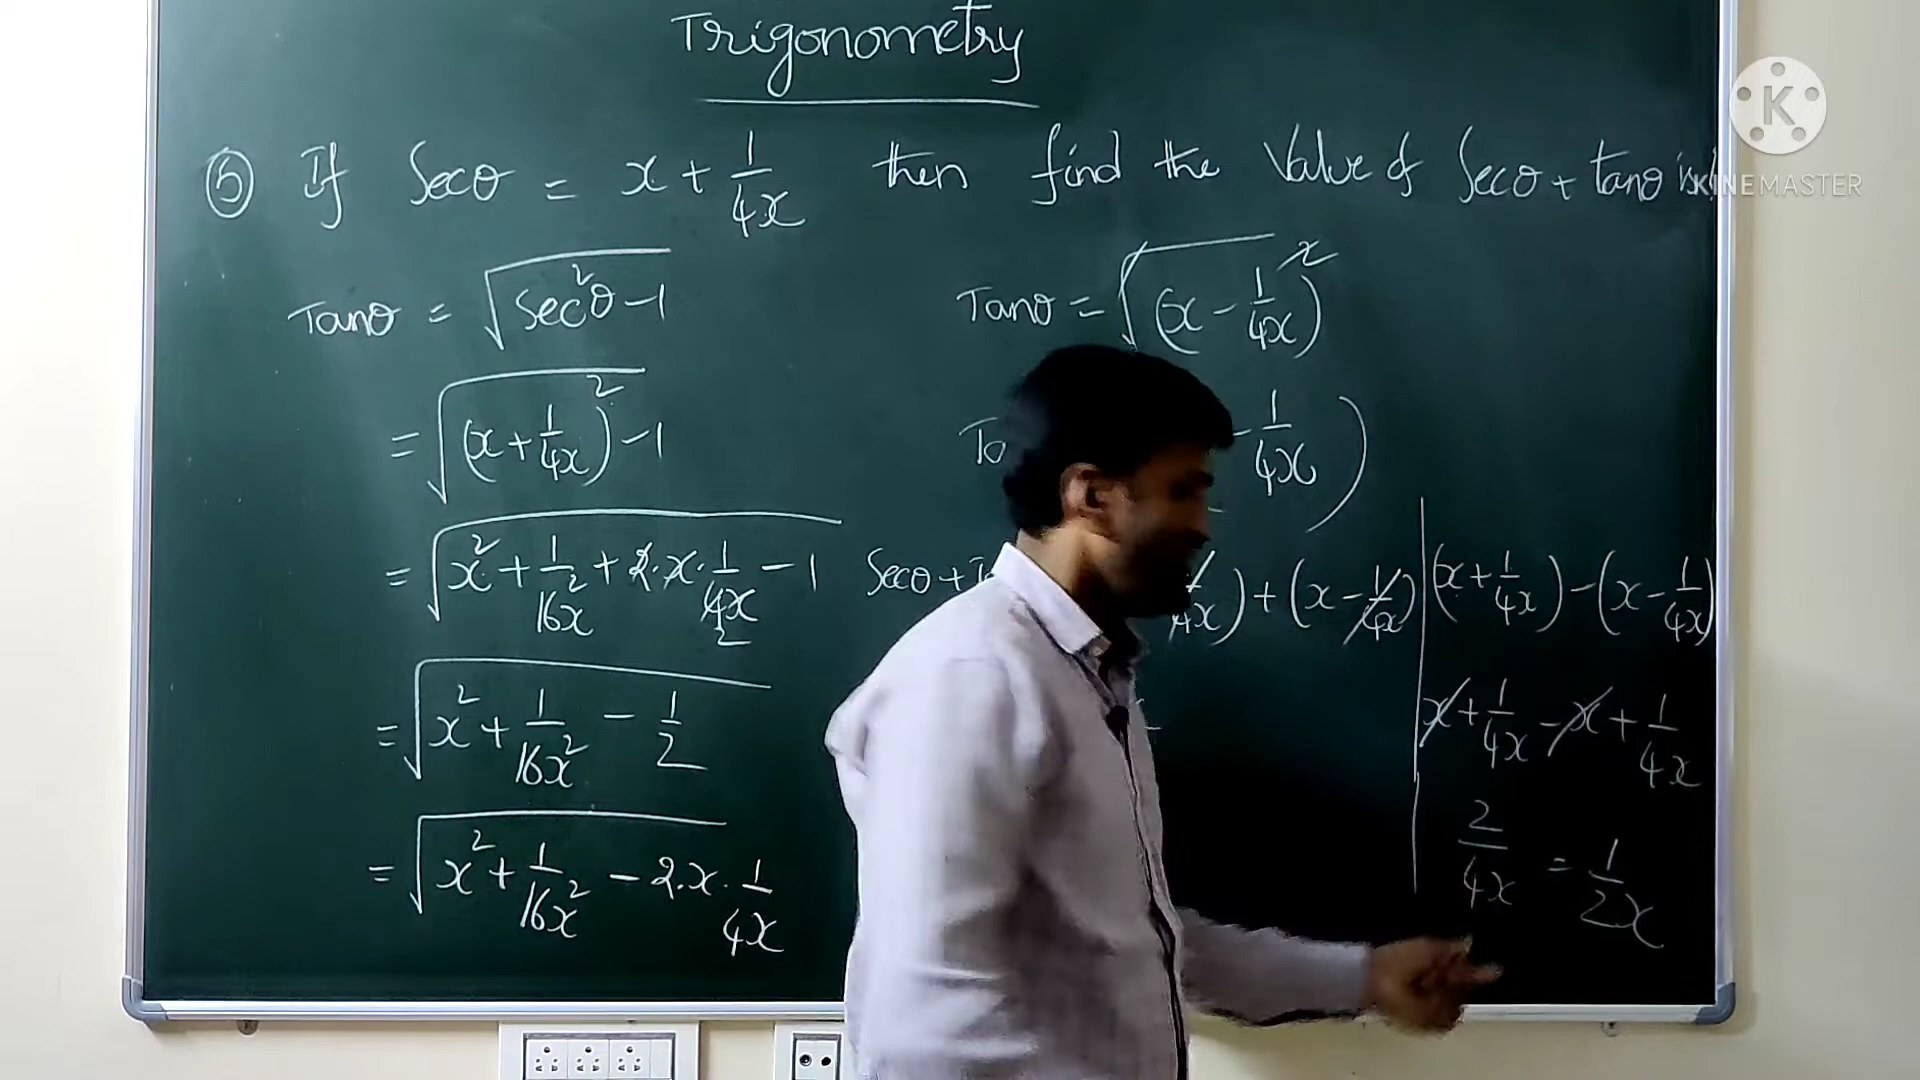 Trigonometry
⑤ If Secθ = x + 1/4x then find the Value of Secθ + tanθ is
Tanθ = √(sec²θ - 1)
= √((x + 1/4x)² - 1)
= √(x² + 1/16x² + 2·x·1/4x - 1)
2
= √(x² + 1/16x² - 1/2)
= √(x² + 1/16x² - 2·x·1/4x)
Tanθ = √(x - 1/4x)²
- 1/4x)
Secθ +
/4x) + (x - 1/4x)
(x + 1/4x) - (x - 1/4x)
x + 1/4x - x + 1/4x
2/4x = 1/2x
K
KINEMASTER